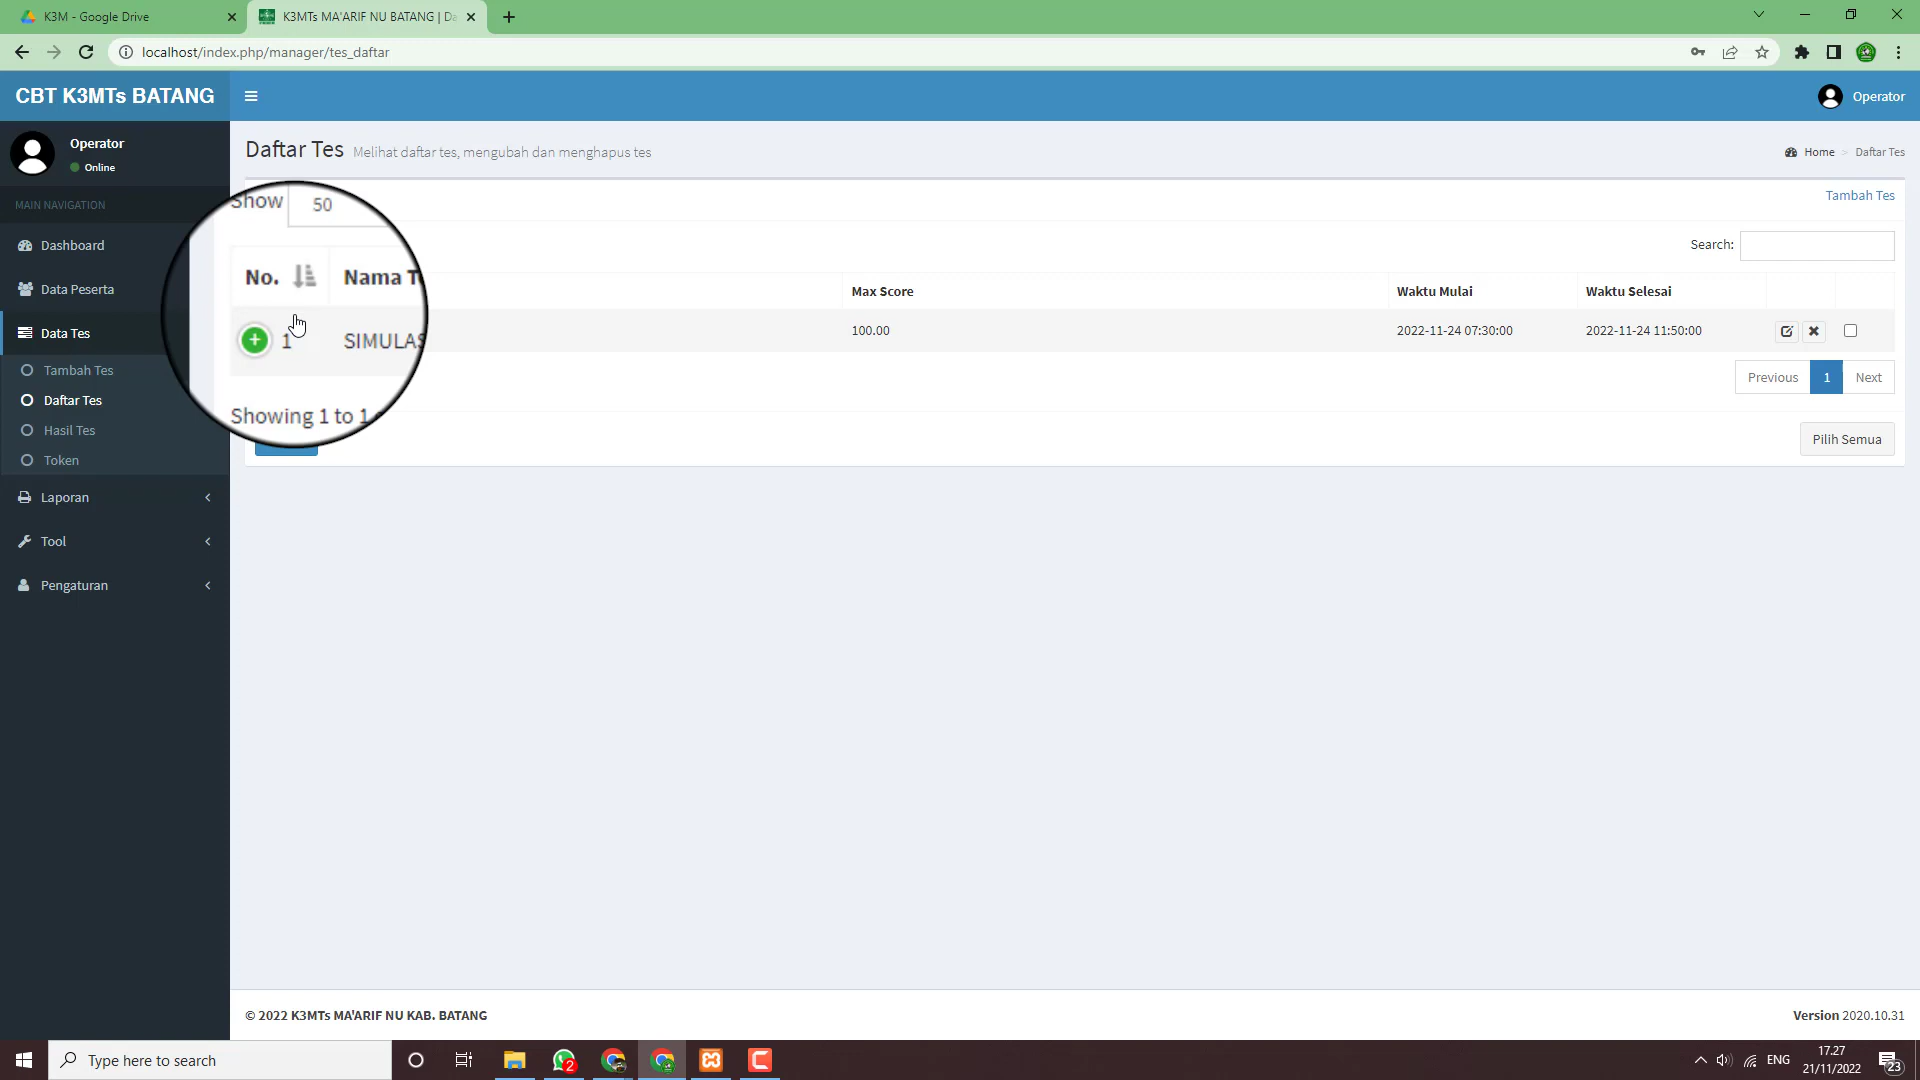 K3M - Google Drive
K3MTs MA'ARIF NU BATANG | Da
localhost/index.php/manager/tes_daftar
CBT K3MTs BATANG
Operator
Operator
Online
Daftar Tes Melihat daftar tes, mengubah dan menghapus tes
Home > Daftar Tes
MAIN NAVIGATION
Dashboard
Data Peserta
Data Tes
Tambah Tes
Daftar Tes
Hasil Tes
Token
Laporan
Tool
Pengaturan
Tambah Tes
Show 50
Search:
No. Nama T
Max Score Waktu Mulai Waktu Selesai
1 SIMULAS
100.00 2022-11-24 07:30:00 2022-11-24 11:50:00
Showing 1 to 1
Previous 1 Next
Pilih Semua
© 2022 K3MTs MA'ARIF NU KAB. BATANG
Version 2020.10.31
Type here to search
2
ENG
17.27
21/11/2022
23